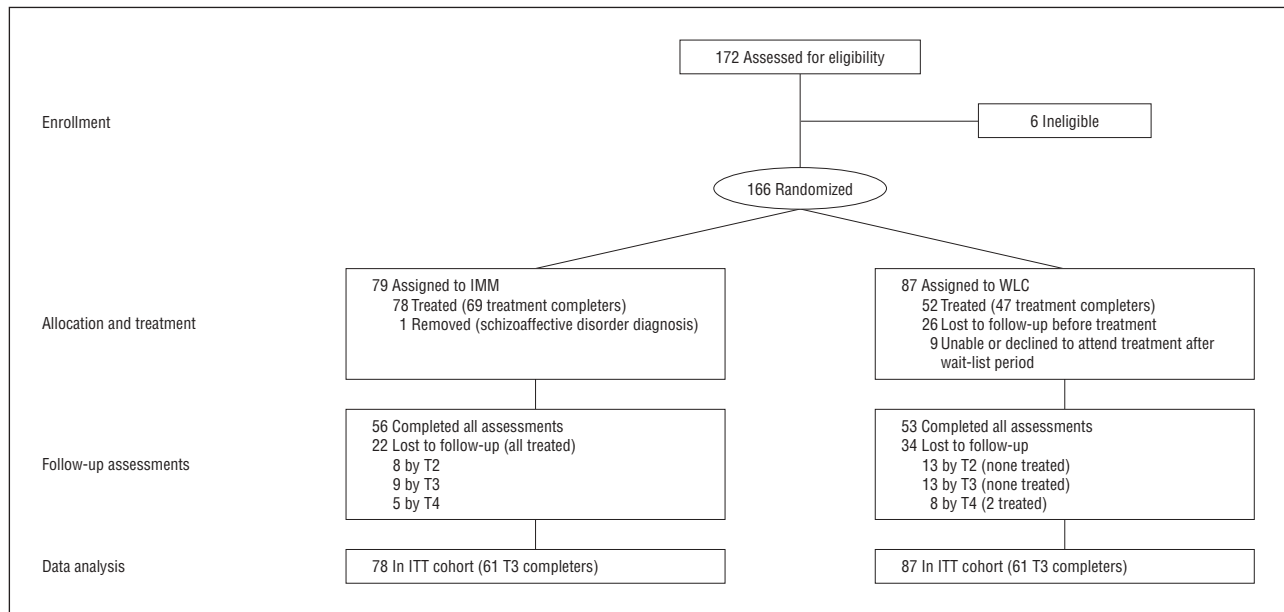 172 Assessed for eligibility
Enrollment
6 Ineligible
166 Randomized
Allocation and treatment
79 Assigned to IMM
78 Treated (69 treatment completers)
1 Removed (schizoaffective disorder diagnosis)
87 Assigned to WLC
52 Treated (47 treatment completers)
26 Lost to follow-up before treatment
9 Unable or declined to attend treatment after
wait-list period
Follow-up assessments
56 Completed all assessments
22 Lost to follow-up (all treated)
8 by T2
9 by T3
5 by T4
53 Completed all assessments
34 Lost to follow-up
13 by T2 (none treated)
13 by T3 (none treated)
8 by T4 (2 treated)
Data analysis
78 In ITT cohort (61 T3 completers)
87 In ITT cohort (61 T3 completers)